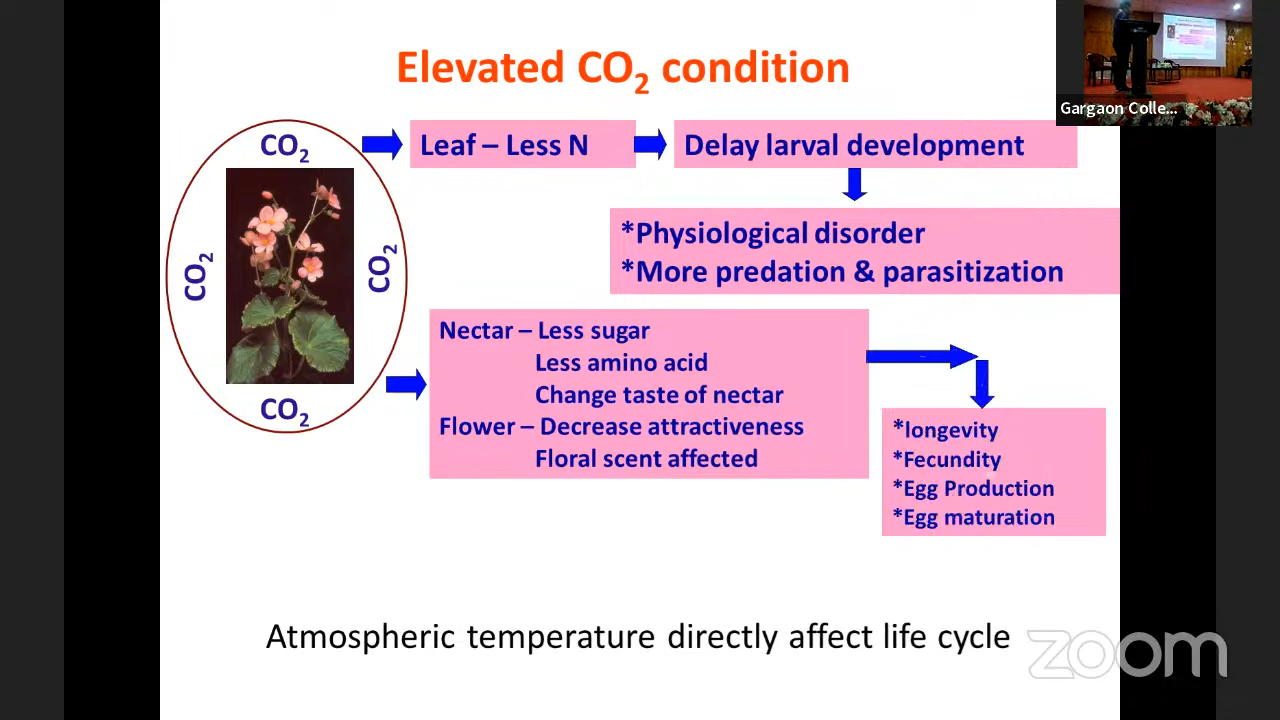 Elevated CO₂ condition
Gargaon Colle...
CO₂
Leaf – Less N
Delay larval development
CO₂
CO₂
*Physiological disorder
*More predation & parasitization
CO₂
Nectar – Less sugar
Less amino acid
Change taste of nectar
Flower – Decrease attractiveness
Floral scent affected
*longevity
*Fecundity
*Egg Production
*Egg maturation
Atmospheric temperature directly affect life cycle
zoom